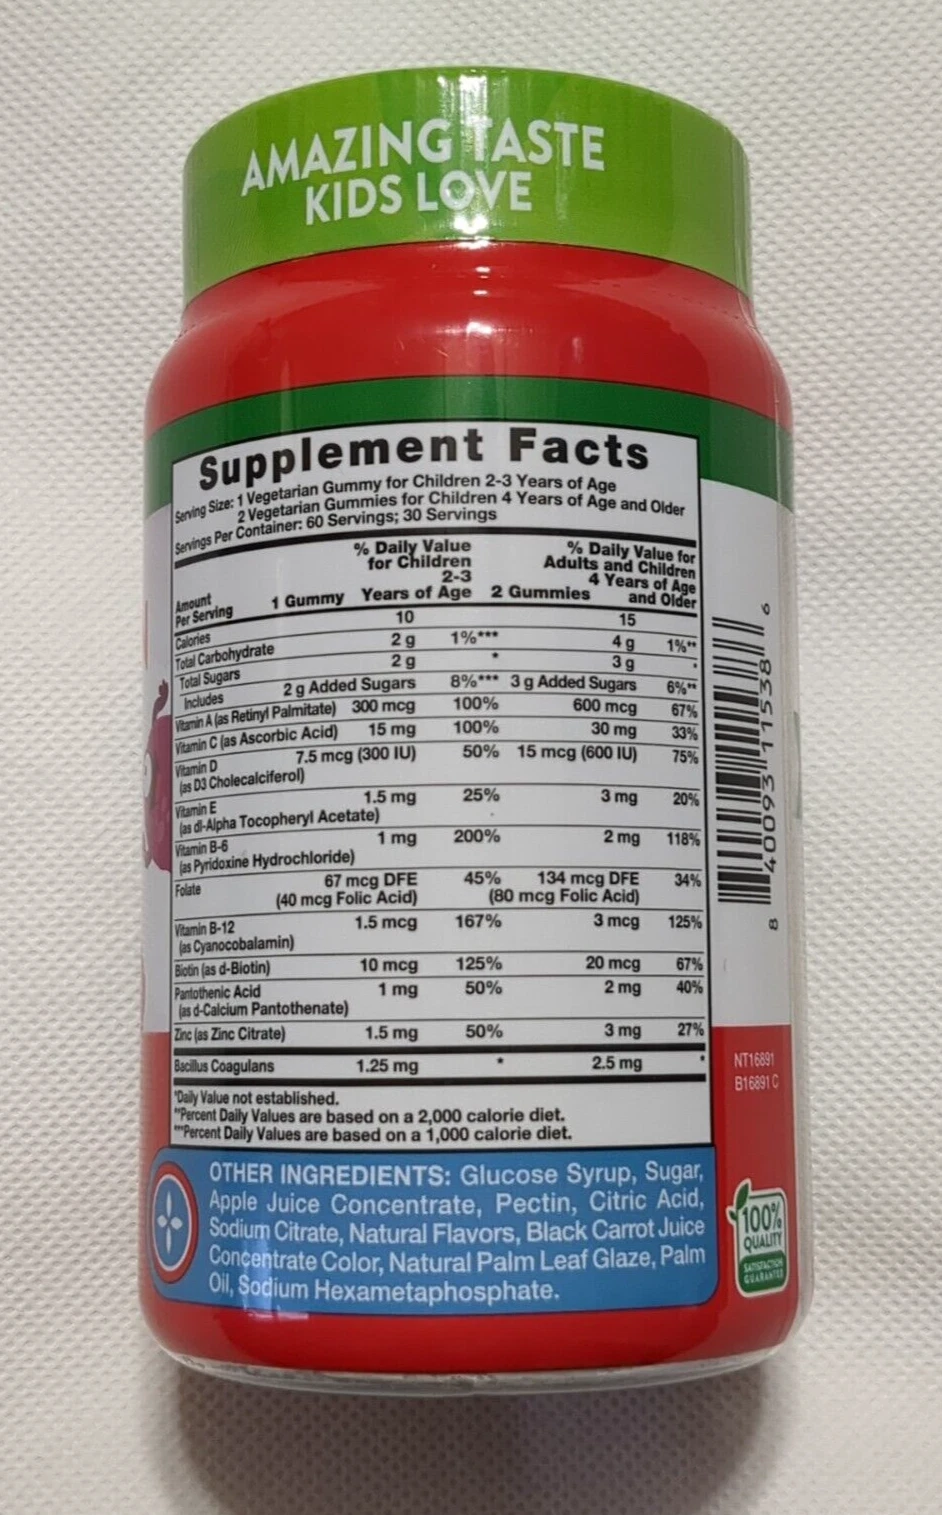 AMAZING TASTE
KIDS LOVE
Supplement Facts
Serving Size: 1 Vegetarian Gummy for Children 2-3 Years of Age
2 Vegetarian Gummies for Children 4 Years of Age and Older
Servings Per Container: 60 Servings; 30 Servings
Amount Per Serving 1 Gummy % Daily Value for Children 2-3 Years of Age 2 Gummies % Daily Value for Adults and Children 4 Years of Age and Older
Calories 10 15
Total Carbohydrate 2 g 1%*** 4 g 1%**
Total Sugars 2 g * 3 g *
Includes 2 g Added Sugars 8%*** 3 g Added Sugars 6%**
Vitamin A (as Retinyl Palmitate) 300 mcg 100% 600 mcg 67%
Vitamin C (as Ascorbic Acid) 15 mg 100% 30 mg 33%
Vitamin D 7.5 mcg (300 IU) 50% 15 mcg (600 IU) 75%
(as D3 Cholecalciferol)
Vitamin E 1.5 mg 25% 3 mg 20%
(as dl-Alpha Tocopheryl Acetate)
Vitamin B-6 1 mg 200% 2 mg 118%
(as Pyridoxine Hydrochloride)
Folate 67 mcg DFE 45% 134 mcg DFE 34%
(40 mcg Folic Acid) (80 mcg Folic Acid)
Vitamin B-12 1.5 mcg 167% 3 mcg 125%
(as Cyanocobalamin)
Biotin (as d-Biotin) 10 mcg 125% 20 mcg 67%
Pantothenic Acid 1 mg 50% 2 mg 40%
(as d-Calcium Pantothenate)
Zinc (as Zinc Citrate) 1.5 mg 50% 3 mg 27%
Bacillus Coagulans 1.25 mg * 2.5 mg *
*Daily Value not established.
**Percent Daily Values are based on a 2,000 calorie diet.
***Percent Daily Values are based on a 1,000 calorie diet.
OTHER INGREDIENTS: Glucose Syrup, Sugar,
Apple Juice Concentrate, Pectin, Citric Acid,
Sodium Citrate, Natural Flavors, Black Carrot Juice
Concentrate Color, Natural Palm Leaf Glaze, Palm
Oil, Sodium Hexametaphosphate.
8 40093 11538 6
NT16891
B16891 C
100%
QUALITY
SATISFACTION
GUARANTEE